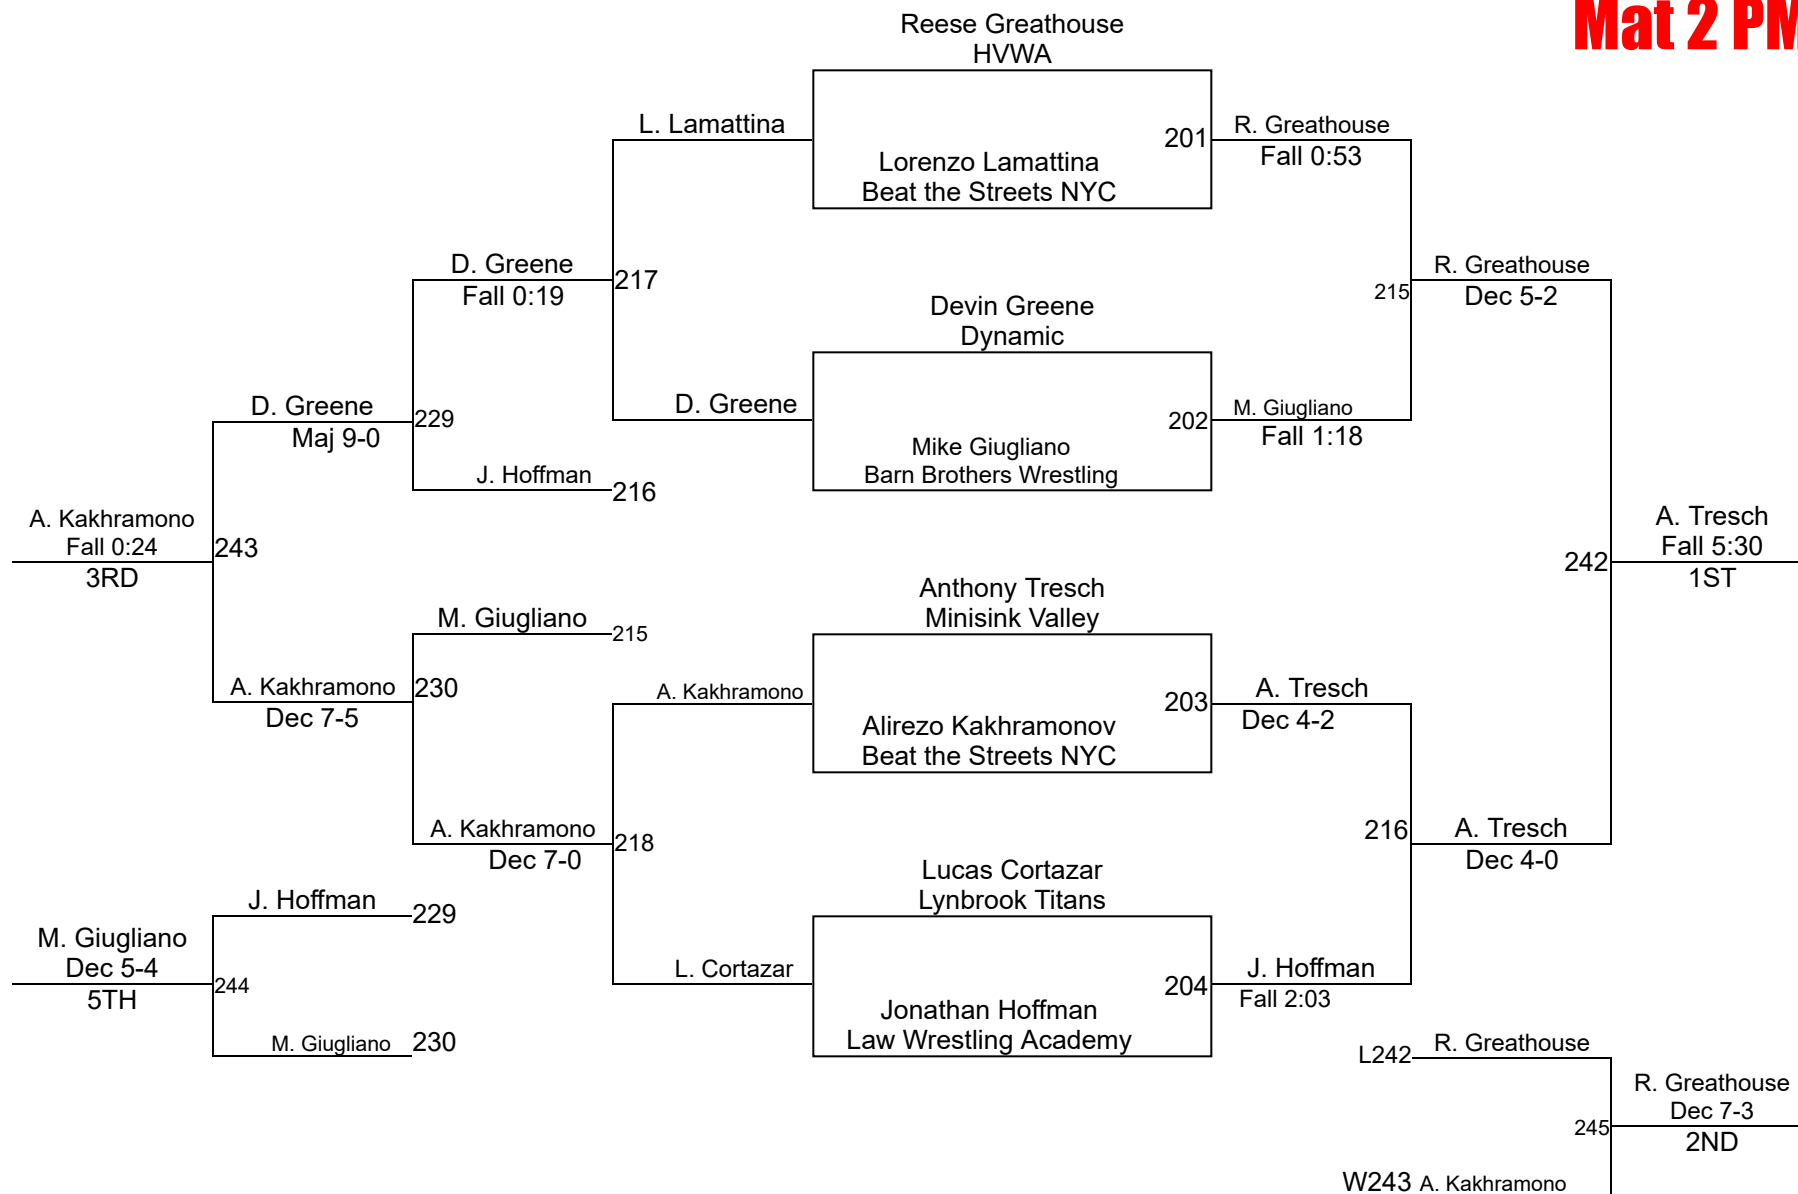 Mat 2 PM
Reese Greathouse
HVWA
L. Lamattina
201
R. Greathouse
Fall 0:53
Lorenzo Lamattina
Beat the Streets NYC
D. Greene
Fall 0:19
217
R. Greathouse
Dec 5-2
215
Devin Greene
Dynamic
D. Greene
Maj 9-0
229
D. Greene
202
M. Giugliano
Fall 1:18
Mike Giugliano
Barn Brothers Wrestling
J. Hoffman
216
A. Kakhramono
Fall 0:24
3RD
243
242
A. Tresch
Fall 5:30
1ST
Anthony Tresch
Minisink Valley
M. Giugliano
215
A. Kakhramono
Dec 7-5
230
A. Kakhramono
203
A. Tresch
Dec 4-2
Alirezo Kakhramonov
Beat the Streets NYC
A. Kakhramono
Dec 7-0
218
216
A. Tresch
Dec 4-0
Lucas Cortazar
Lynbrook Titans
J. Hoffman
229
M. Giugliano
Dec 5-4
5TH
244
L. Cortazar
204
J. Hoffman
Fall 2:03
Jonathan Hoffman
Law Wrestling Academy
M. Giugliano
230
L242
R. Greathouse
245
R. Greathouse
Dec 7-3
2ND
W243
A. Kakhramono